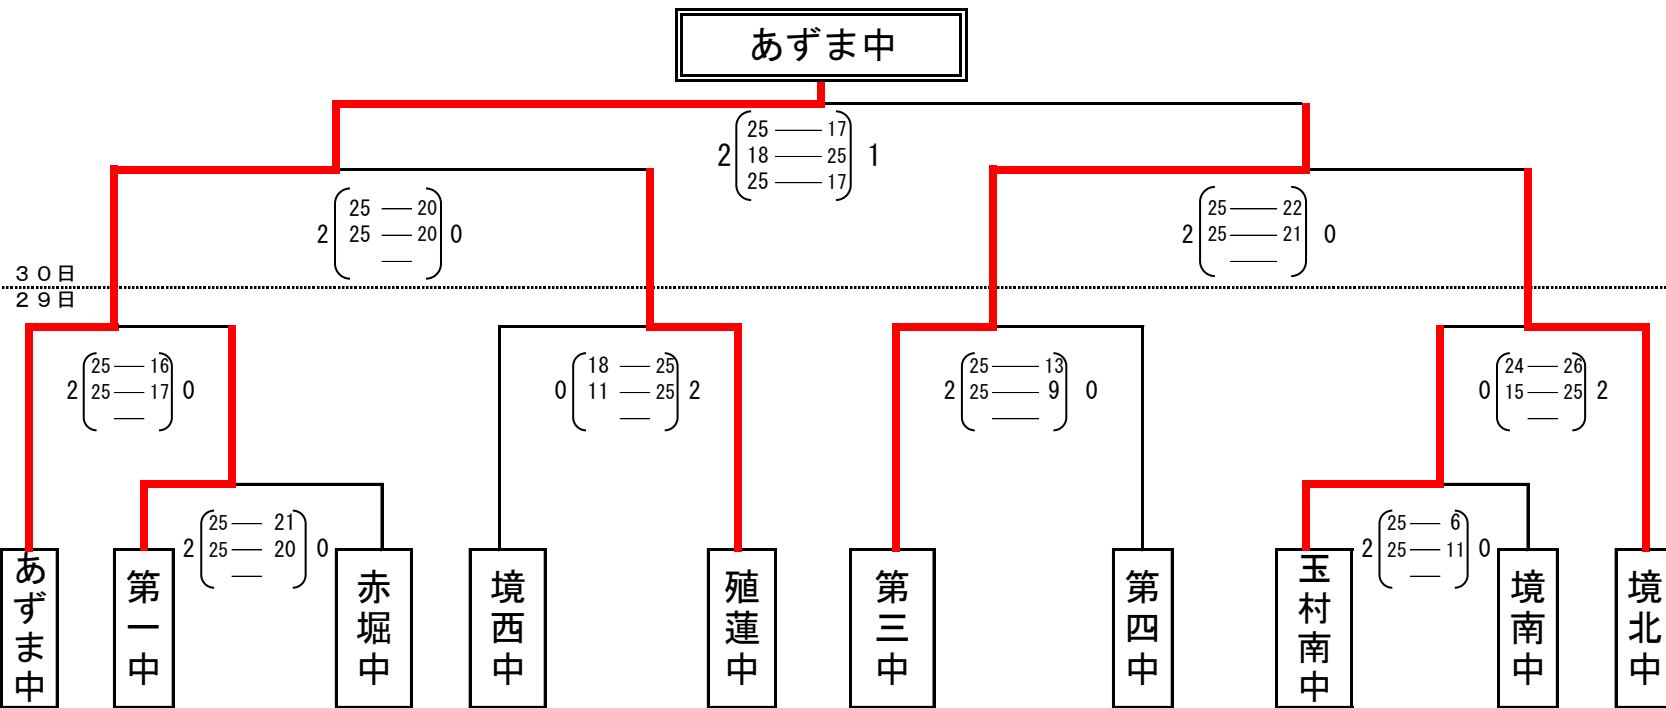 あずま中
25 ― 17
2 18 ― 25 1
25 ― 17
25 ― 20
2 25 ― 20 0
―
25 ― 22
2 25 ― 21 0
―
30日
29日
25 ― 16
2 25 ― 17 0
―
18 ― 25
0 11 ― 25 2
―
25 ― 13
2 25 ― 9 0
―
24 ― 26
0 15 ― 25 2
―
25 ― 21
2 25 ― 20 0
―
25 ― 6
2 25 ― 11 0
―
あずま中
第一中
赤堀中
境西中
殖蓮中
第三中
第四中
玉村南中
境南中
境北中